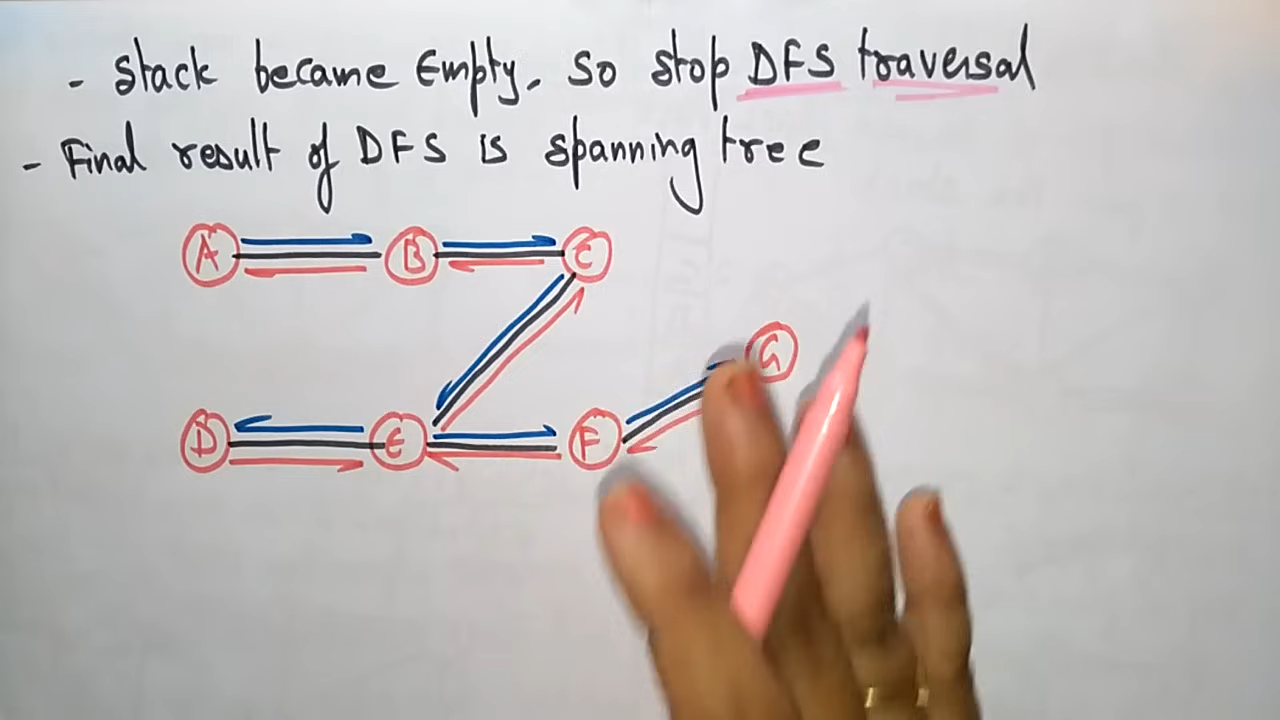 - Stack became Empty. So stop DFS traversal
- Final result of DFS is spanning tree
A B C
G
D E F